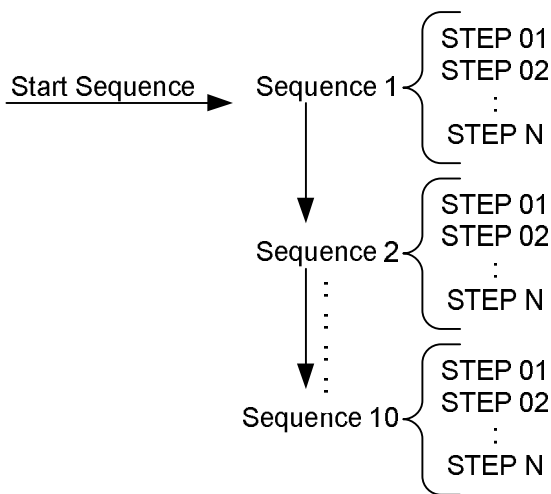 Start Sequence
Sequence 1
STEP 01
STEP 02
:
STEP N
Sequence 2
STEP 01
STEP 02
:
STEP N
Sequence 10
STEP 01
STEP 02
:
STEP N